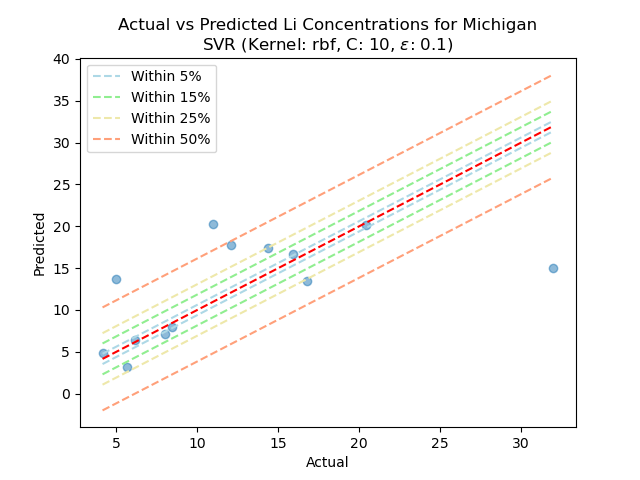 Actual vs Predicted Li Concentrations for Michigan
SVR (Kernel: rbf, C: 10, ε: 0.1)
Within 5%
Within 15%
Within 25%
Within 50%
40
35
30
25
20
15
10
5
0
Predicted
5
10
15
20
25
30
Actual